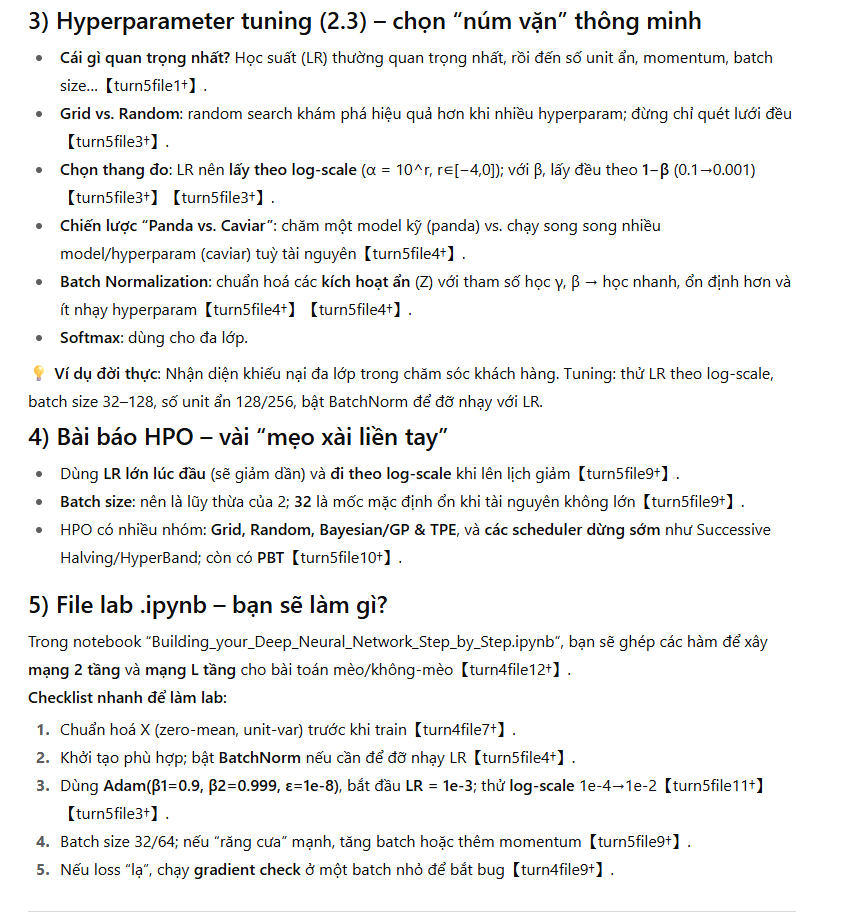 3) Hyperparameter tuning (2.3) – chọn “núm vặn” thông minh
• Cái gì quan trọng nhất? Học suất (LR) thường quan trọng nhất, rồi đến số unit ẩn, momentum, batch
size…【turn5file1†】.
• Grid vs. Random: random search khám phá hiệu quả hơn khi nhiều hyperparam; đừng chỉ quét lưới đều
【turn5file3†】.
• Chọn thang đo: LR nên lấy theo log-scale (α = 10^r, r∈[−4,0]); với β, lấy đều theo 1−β (0.1→0.001)
【turn5file3†】【turn5file3†】.
• Chiến lược “Panda vs. Caviar”: chăm một model kỹ (panda) vs. chạy song song nhiều
model/hyperparam (caviar) tuỳ tài nguyên【turn5file4†】.
• Batch Normalization: chuẩn hoá các kích hoạt ẩn (Z) với tham số học γ, β → học nhanh, ổn định hơn và
ít nhạy hyperparam【turn5file4†】【turn5file4†】.
• Softmax: dùng cho đa lớp.
💡 Ví dụ đời thực: Nhận diện khiếu nại đa lớp trong chăm sóc khách hàng. Tuning: thử LR theo log-scale,
batch size 32–128, số unit ẩn 128/256, bật BatchNorm để đỡ nhạy với LR.
4) Bài báo HPO – vài “mẹo xài liền tay”
• Dùng LR lớn lúc đầu (sẽ giảm dần) và đi theo log-scale khi lên lịch giảm【turn5file9†】.
• Batch size: nên là lũy thừa của 2; 32 là mốc mặc định ổn khi tài nguyên không lớn【turn5file9†】.
• HPO có nhiều nhóm: Grid, Random, Bayesian/GP & TPE, và các scheduler dừng sớm như Successive
Halving/HyperBand; còn có PBT【turn5file10†】.
5) File lab .ipynb – bạn sẽ làm gì?
Trong notebook “Building_your_Deep_Neural_Network_Step_by_Step.ipynb”, bạn sẽ ghép các hàm để xây
mạng 2 tầng và mạng L tầng cho bài toán mèo/không-mèo【turn4file12†】.
Checklist nhanh để làm lab:
1. Chuẩn hoá X (zero-mean, unit-var) trước khi train【turn4file7†】.
2. Khởi tạo phù hợp; bật BatchNorm nếu cần để đỡ nhạy LR【turn5file4†】.
3. Dùng Adam(β1=0.9, β2=0.999, ε=1e-8), bắt đầu LR = 1e-3; thử log-scale 1e-4→1e-2【turn5file11†】
【turn5file3†】.
4. Batch size 32/64; nếu “răng cưa” mạnh, tăng batch hoặc thêm momentum【turn5file9†】.
5. Nếu loss “lạ”, chạy gradient check ở một batch nhỏ để bắt bug【turn4file9†】.